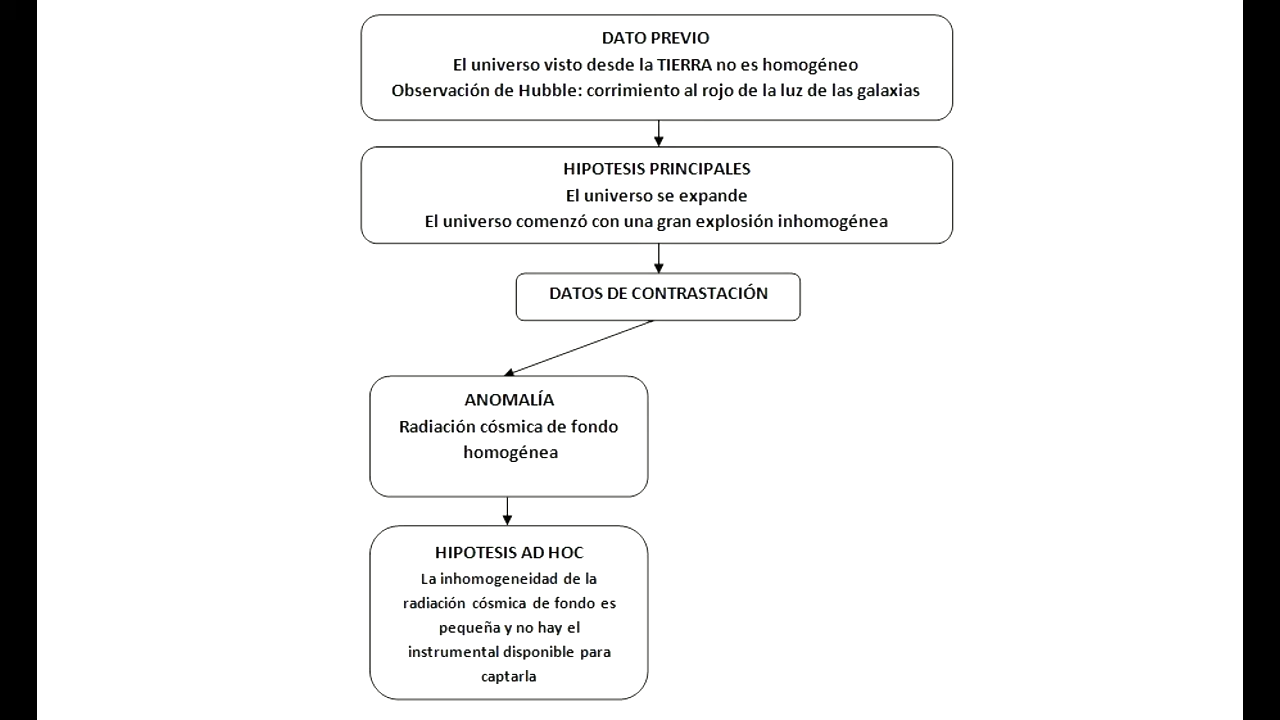 DATO PREVIO
El universo visto desde la TIERRA no es homogéneo
Observación de Hubble: corrimiento al rojo de la luz de las galaxias
HIPOTESIS PRINCIPALES
El universo se expande
El universo comenzó con una gran explosión inhomogénea
DATOS DE CONTRASTACIÓN
ANOMALÍA
Radiación cósmica de fondo
homogénea
HIPOTESIS AD HOC
La inhomogeneidad de la
radiación cósmica de fondo es
pequeña y no hay el
instrumental disponible para
captarla